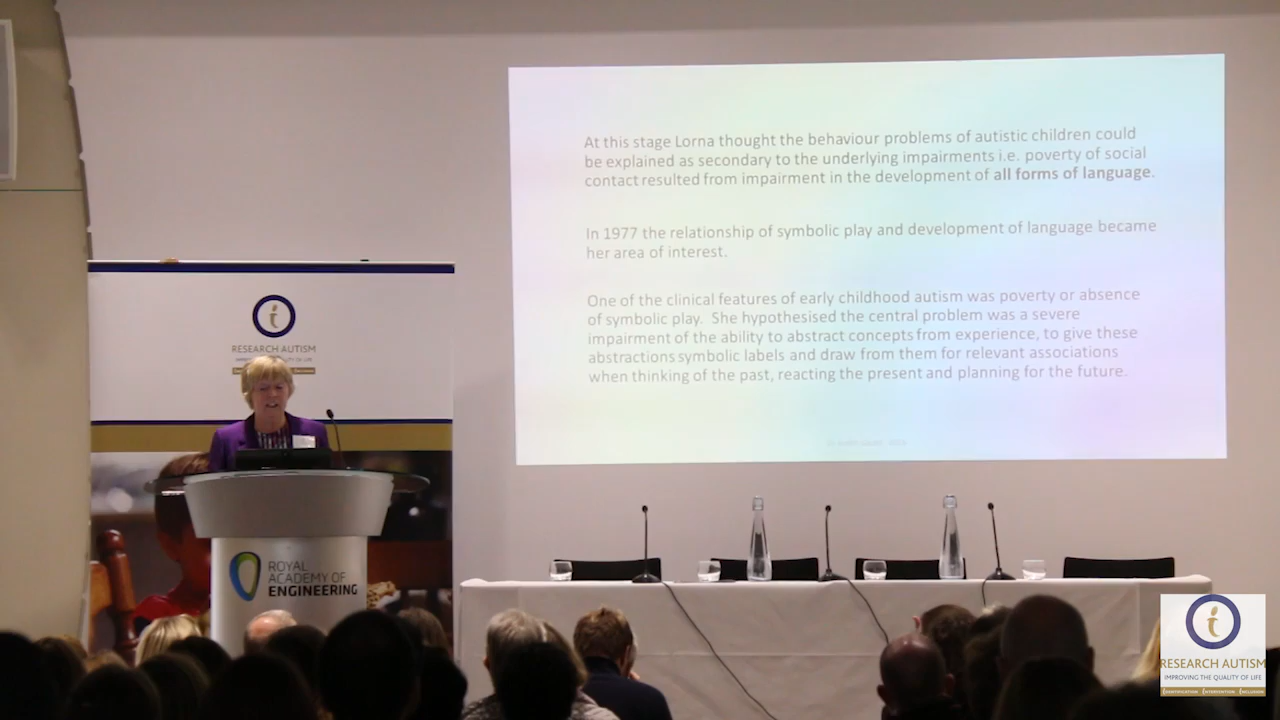 At this stage Lorna thought the behaviour problems of autistic children could
be explained as secondary to the underlying impairments i.e. poverty of social
contact resulted from impairment in the development of all forms of language.
In 1977 the relationship of symbolic play and development of language became
her area of interest.
One of the clinical features of early childhood autism was poverty or absence
of symbolic play. She hypothesised the central problem was a severe
impairment of the ability to abstract concepts from experience, to give these
abstractions symbolic labels and draw from them for relevant associations
when thinking of the past, reacting the present and planning for the future.
RESEARCH AUTISM
ROYAL
ACADEMY OF
ENGINEERING
RESEARCH AUTISM
IMPROVING THE QUALITY OF LIFE
IDENTIFICATION INTERVENTION INCLUSION